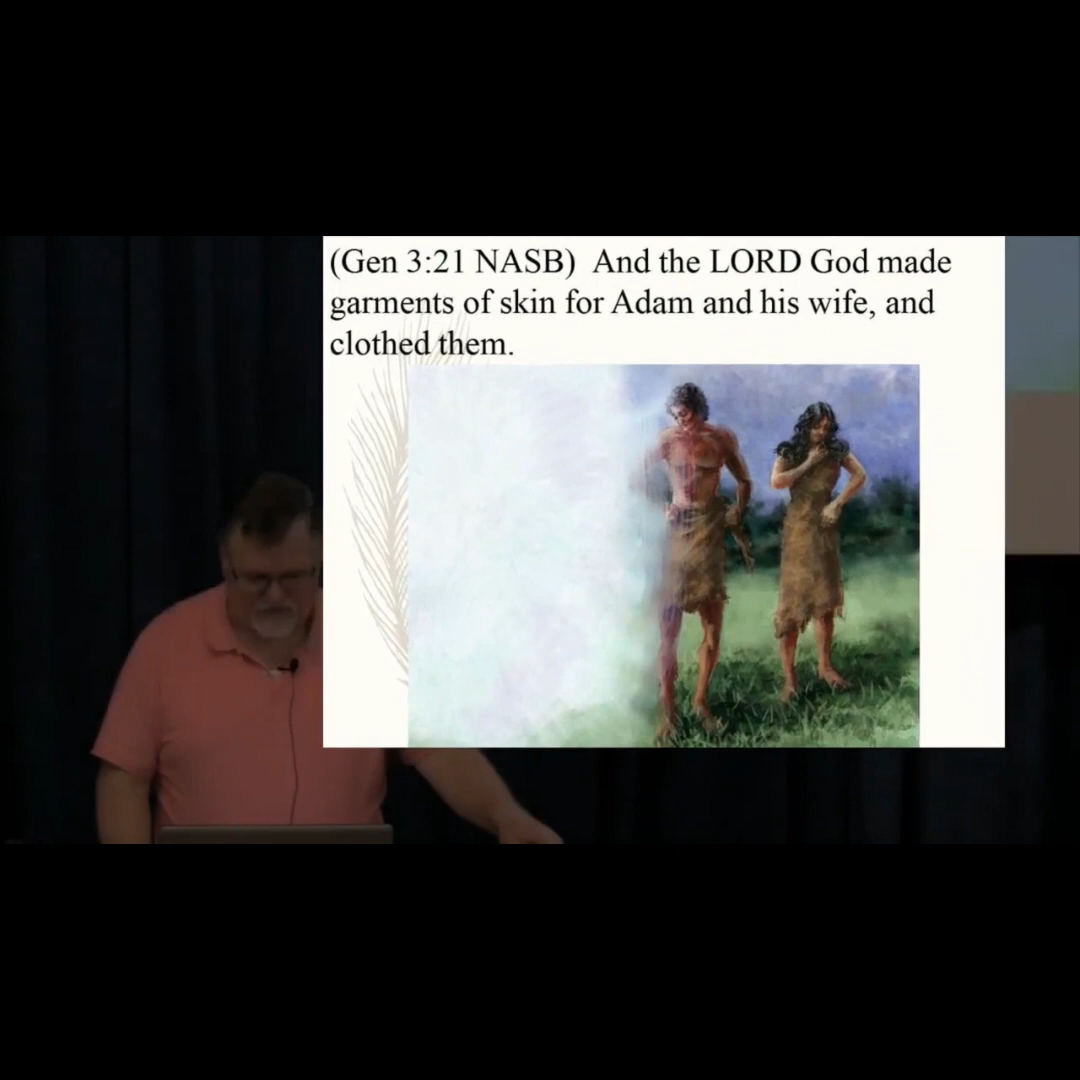 (Gen 3:21 NASB)  And the LORD God made
garments of skin for Adam and his wife, and
clothed them.